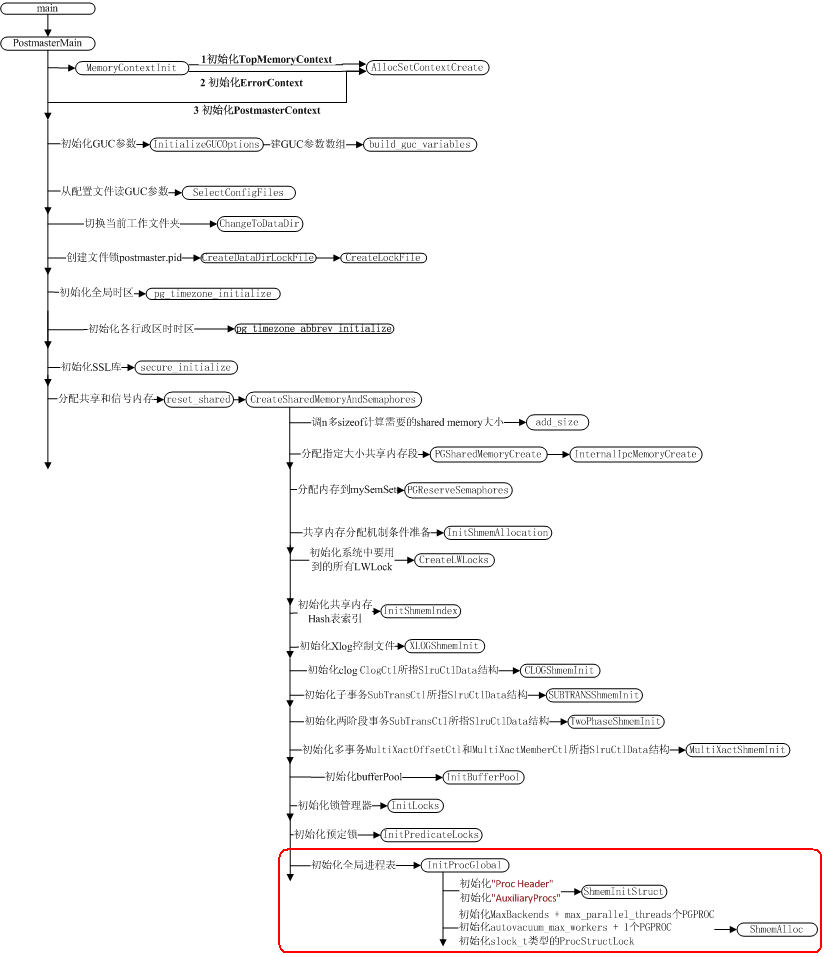 main
PostmasterMain
1初始化TopMemoryContext
MemoryContextInit
AllocSetContextCreate
2 初始化ErrorContext
3 初始化PostmasterContext
初始化GUC参数 InitializeGUCOptions 建GUC参数数组 build_guc_variables
从配置文件读GUC参数 SelectConfigFiles
切换当前工作文件夹 ChangeToDataDir
创建文件锁postmaster.pid CreateDataDirLockFile CreateLockFile
初始化全局时区 pg_timezone_initialize
初始化各行政区时时区 pg_timezone_abbrev_initialize
初始化SSL库 secure_initialize
分配共享和信号内存 reset_shared CreateSharedMemoryAndSemaphores
调n多sizeof计算需要的shared memory大小 add_size
分配指定大小共享内存段 PGSharedMemoryCreate InternalIpcMemoryCreate
分配内存到mySemSet PGReserveSemaphores
共享内存分配机制条件准备 InitShmemAllocation
初始化系统中要用
到的所有LWLock
CreateLWLocks
初始化共享内存
Hash表索引
InitShmemIndex
初始化Xlog控制文件 XLOGShmemInit
初始化clog ClogCtl所指SlruCtlData结构 CLOGShmemInit
初始化子事务SubTransCtl所指SlruCtlData结构 SUBTRANSShmemInit
初始化两阶段事务SubTransCtl所指SlruCtlData结构 TwoPhaseShmemInit
初始化多事务MultiXactOffsetCtl和MultiXactMemberCtl所指SlruCtlData结构 MultiXactShmemInit
初始化bufferPool InitBufferPool
初始化锁管理器 InitLocks
初始化预定锁 InitPredicateLocks
初始化全局进程表 InitProcGlobal
初始化"Proc Header"
初始化"AuxiliaryProcs"
ShmemInitStruct
初始化MaxBackends + max_parallel_threads个PGPROC
初始化autovacuum_max_workers + 1个PGPROC
初始化slock_t类型的ProcStructLock
ShmemAlloc